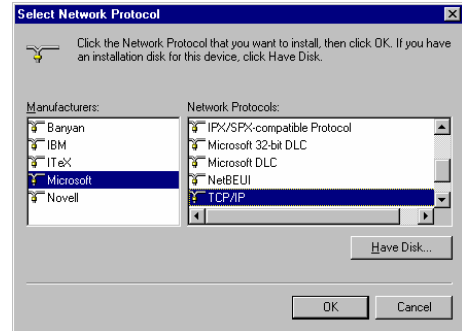 Select Network Protocol
Click the Network Protocol that you want to install, then click OK. If you have
an installation disk for this device, click Have Disk.
Manufacturers:
Banyan
IBM
ITeX
Microsoft
Novell
Network Protocols:
IPX/SPX-compatible Protocol
Microsoft 32-bit DLC
Microsoft DLC
NetBEUI
TCP/IP
Have Disk...
OK
Cancel